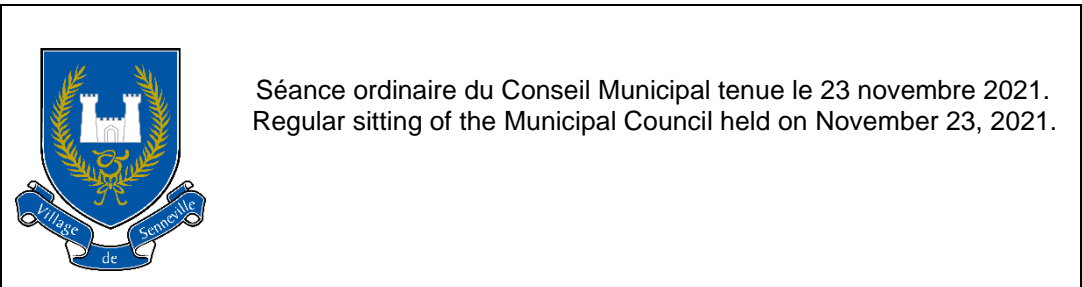 Séance ordinaire du Conseil Municipal tenue le 23 novembre 2021.
Regular sitting of the Municipal Council held on November 23, 2021.
Village
de
Senneville